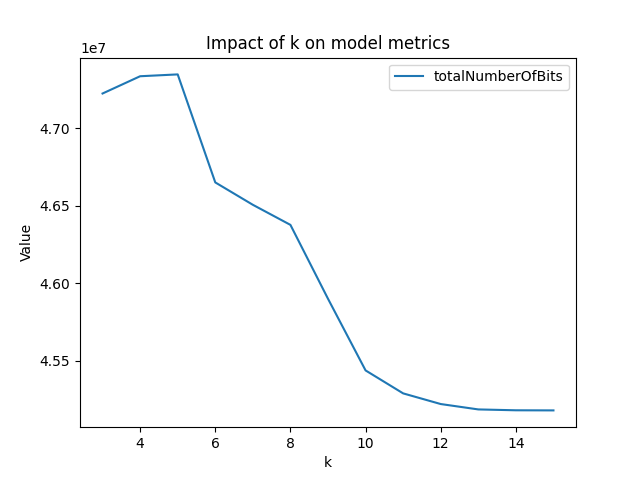 Impact of k on model metrics
1e7
totalNumberOfBits
4.70
4.65
4.60
4.55
Value
4
6
8
10
12
14
k